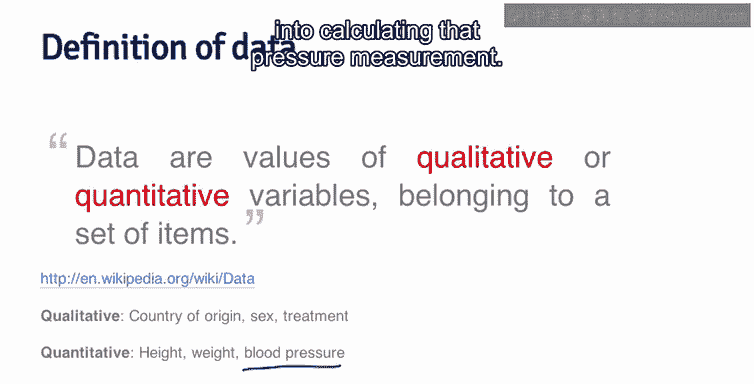 into calculating that
pressure measurement.
Definition of data
“ Data are values of qualitative or
quantitative variables, belonging to a
set of items. ”
http://en.wikipedia.org/wiki/Data
Qualitative: Country of origin, sex, treatment
Quantitative: Height, weight, blood pressure